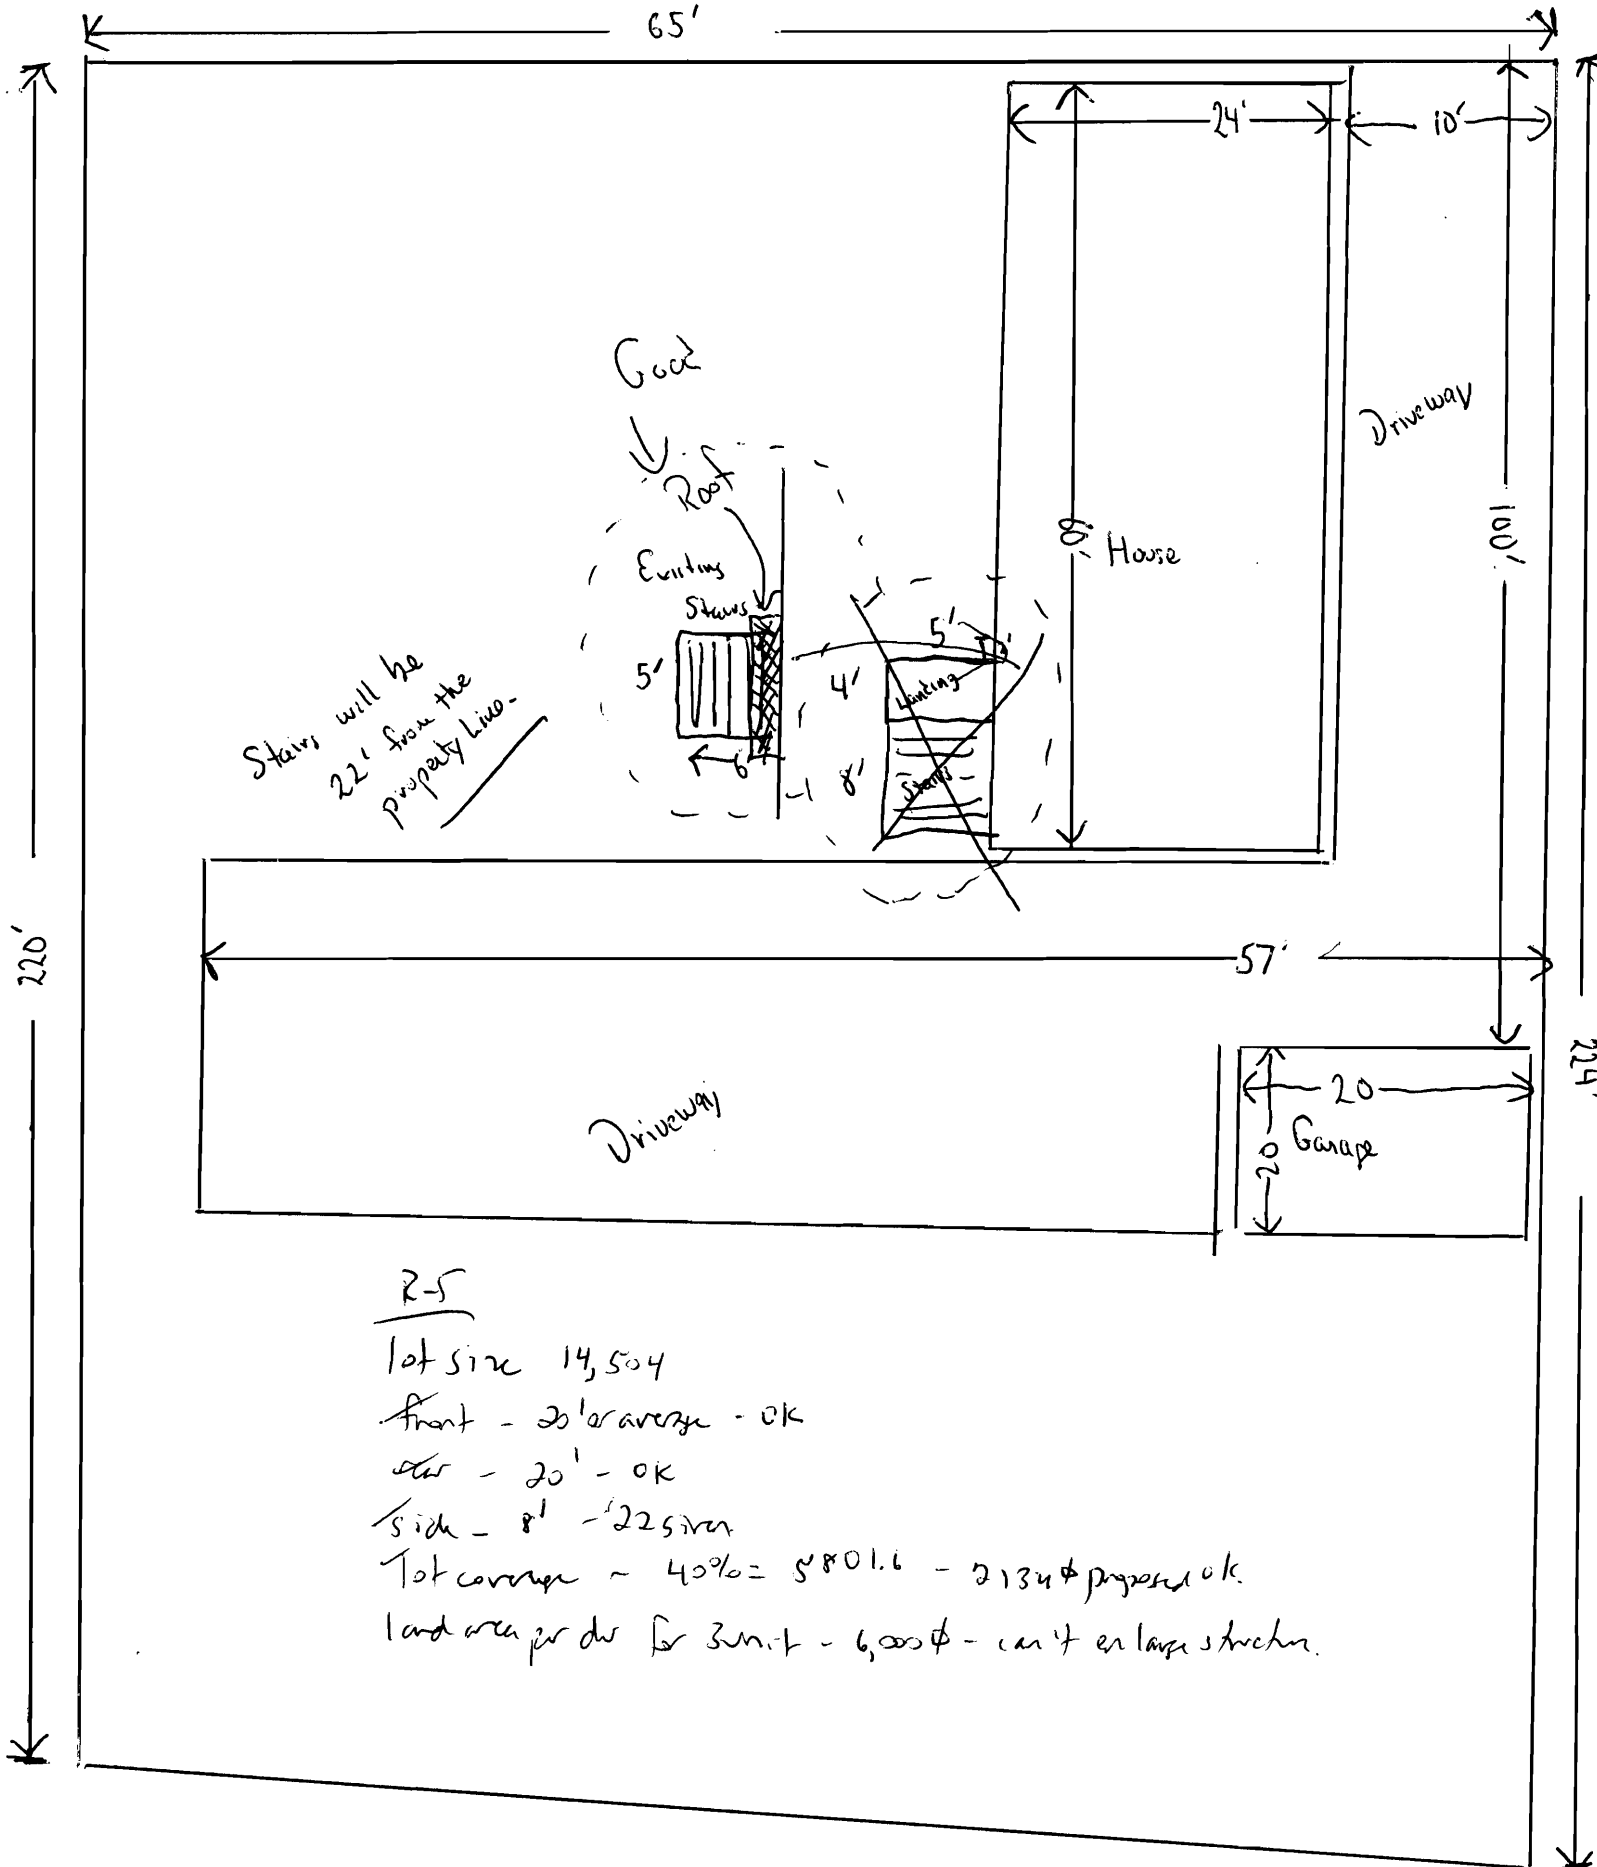 65'
24'
10'
Good
Roof
Driveway
60'
House
100'
Existing
Stairs
5'
5'
4'
Landing
Stairs will be
22' from the
property line.
6'
8'
Stairs
220'
57'
224'
20
20
Garage
Driveway
R-5
lot size 14,504
front - 20' or average - OK
rear - 20' - OK
side - 8' - 22 given
lot coverage - 40% = 5801.6 - proposed ok.
land area per du for 3 unit - 6,000 ϕ - can't enlarge structure.